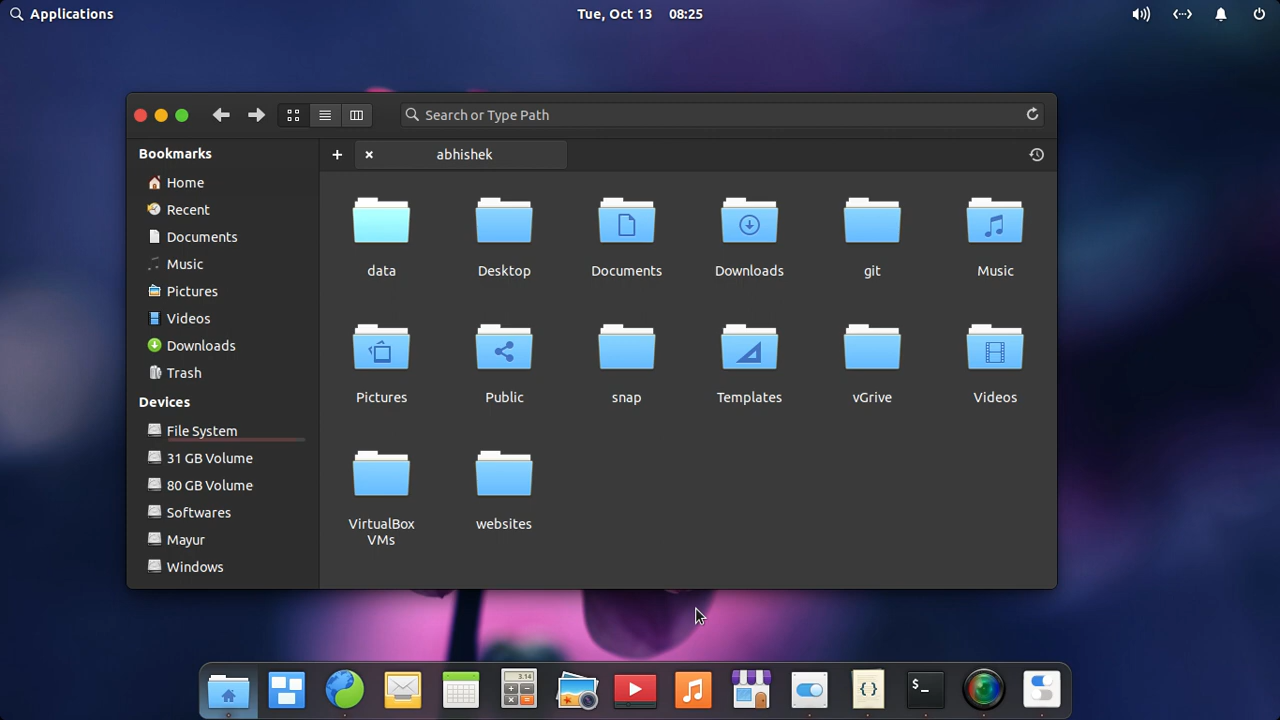 Applications
Tue, Oct 13 08:25
Search or Type Path
Bookmarks
Home
Recent
Documents
Music
Pictures
Videos
Downloads
Trash
Devices
File System
31 GB Volume
80 GB Volume
Softwares
Mayur
Windows
abhishek
data
Desktop
Documents
Downloads
git
Music
Pictures
Public
snap
Templates
vGrive
Videos
VirtualBox
VMs
websites
3.14
{}
$_